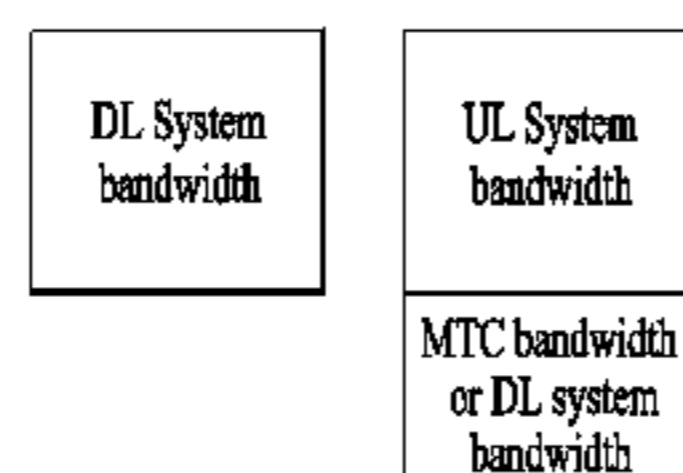 DL System
bandwidth
UL System
bandwidth
MTC bandwidth
or DL system
bandwidth